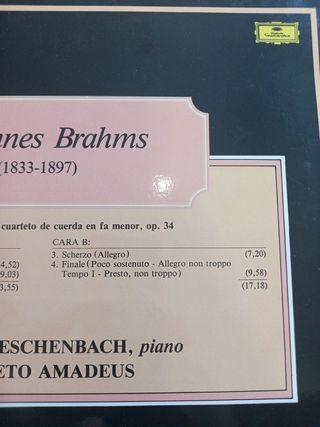 nnes Brahms
(1833-1897)
cuarteto de cuerda en fa menor, op. 34
CARA B:
3. Scherzo (Allegro) (7,20)
4,52) 4. Finale (Poco sostenuto - Allegro non troppo
9,03) Tempo I - Presto, non troppo) (9,58)
3,55) (17,18)
ESCHENBACH, piano
ETO AMADEUS